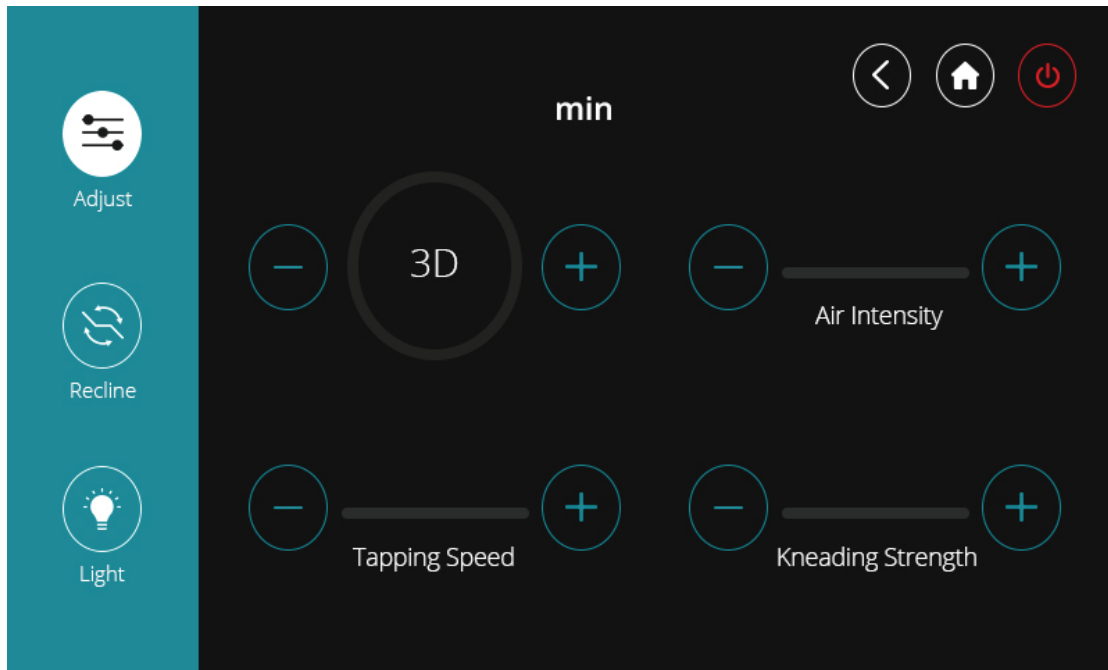 min
Adjust
3D
Air Intensity
Recline
Tapping Speed
Kneading Strength
Light